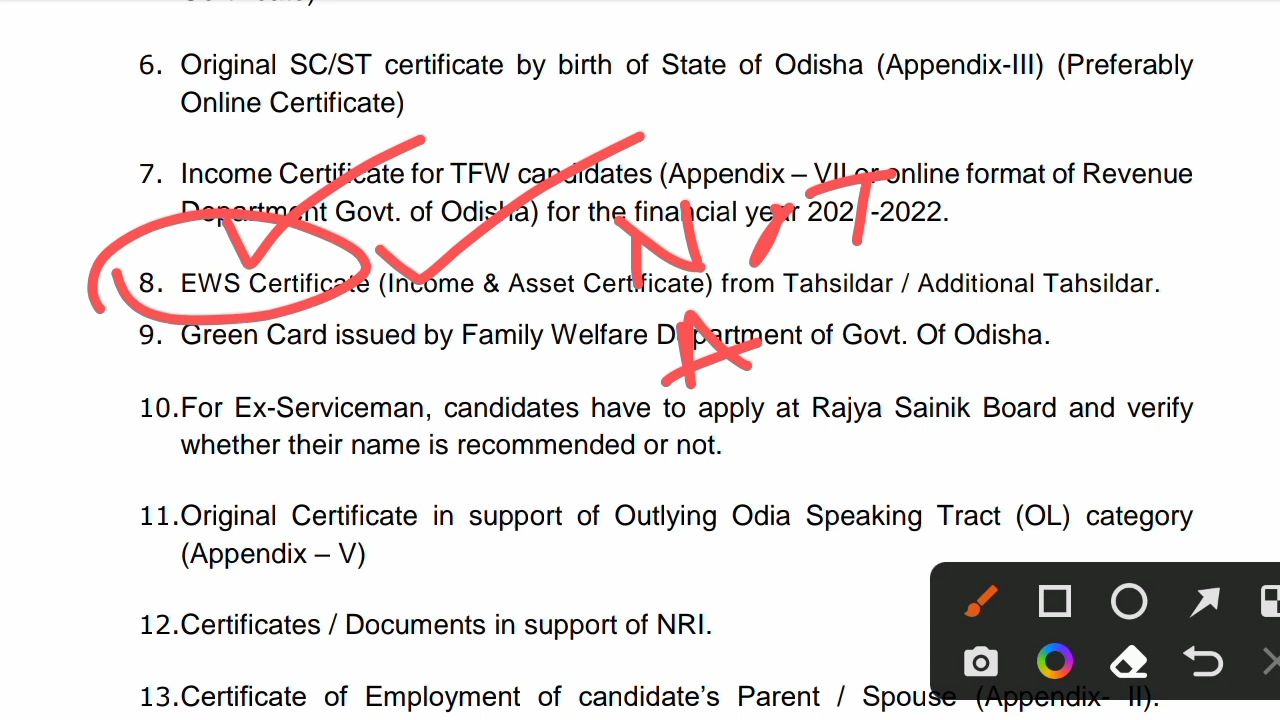 6. Original SC/ST certificate by birth of State of Odisha (Appendix-III) (Preferably
Online Certificate)
7. Income Certificate for TFW candidates (Appendix – VII or online format of Revenue
Department Govt. of Odisha) for the financial year 2021-2022.
8. EWS Certificate (Income & Asset Certificate) from Tahsildar / Additional Tahsildar.
9. Green Card issued by Family Welfare Department of Govt. Of Odisha.
10.For Ex-Serviceman, candidates have to apply at Rajya Sainik Board and verify
whether their name is recommended or not.
11.Original Certificate in support of Outlying Odia Speaking Tract (OL) category
(Appendix – V)
12.Certificates / Documents in support of NRI.
13.Certificate of Employment of candidate’s Parent / Spouse (Appendix- II).